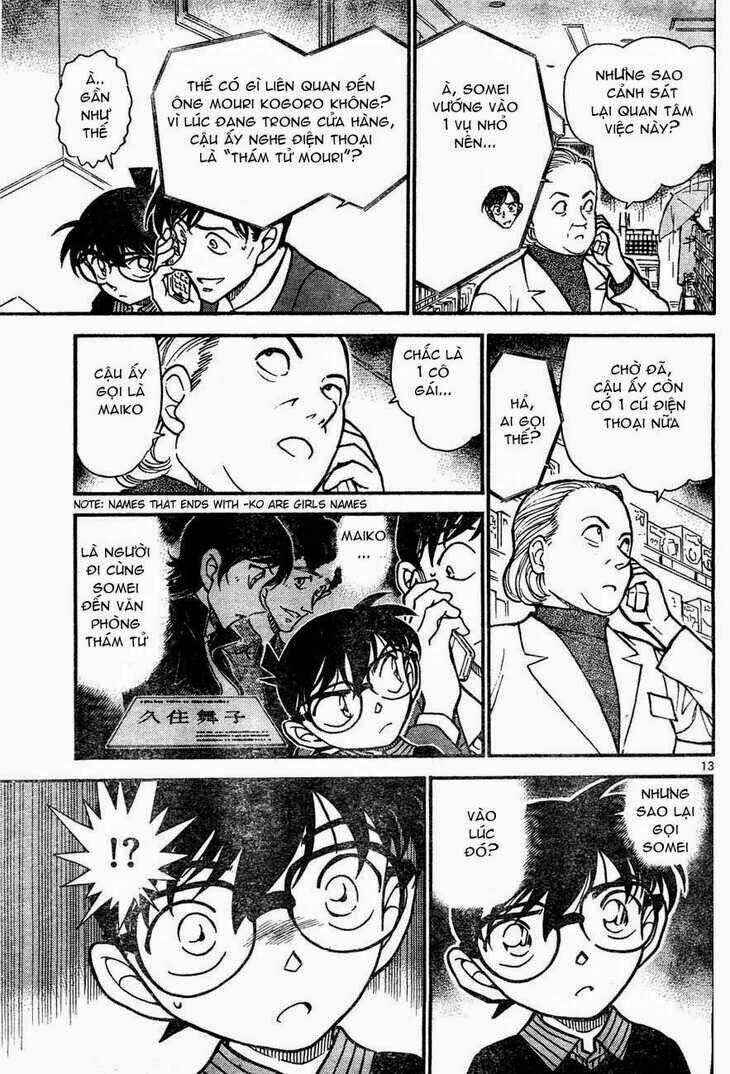 NHƯNG SAO
CẢNH SÁT
LẠI QUAN TÂM
VIỆC NÀY?
À, SOMEI
VƯỚNG VÀO
1 VỤ NHỎ
NÊN...
THẾ CÓ GÌ LIÊN QUAN ĐẾN
ÔNG MOURI KOGORO KHÔNG?
VÌ LÚC ĐANG TRONG CỬA HÀNG,
CẬU ẤY NGHE ĐIỆN THOẠI
LÀ "THÁM TỬ MOURI"?
À..
GẦN
NHƯ
THẾ
CHỜ ĐÃ,
CẬU ẤY CÒN
CÓ 1 CÚ ĐIỆN
THOẠI NỮA
HẢ,
AI GỌI
THẾ?
CHẮC LÀ
1 CÔ
GÁI...
CẬU ẤY
GỌI LÀ
MAIKO
NOTE: NAMES THAT ENDS WITH -KO ARE GIRLS NAMES
MAIKO
...
LÀ NGƯỜI
ĐI CÙNG
SOMEI
ĐẾN VĂN
PHÒNG
THÁM TỬ
久住舞子
13
NHƯNG
SAO LẠI
GỌI
SOMEI
VÀO
LÚC
ĐÓ?
!?